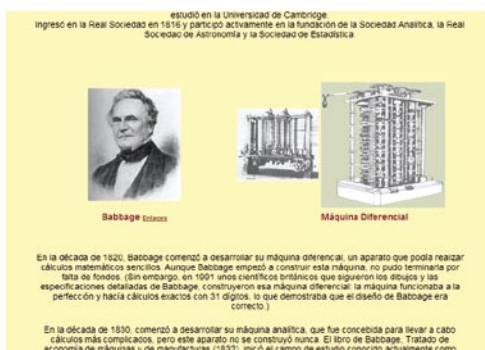 estudió en la Universidad de Cambridge.
Ingresó en la Real Sociedad en 1816 y participó activamente en la fundación de la Sociedad Analítica, la Real
Sociedad de Astronomía y la Sociedad de Estadística
Babbage Enlaces
Máquina Diferencial
En la década de 1820, Babbage comenzó a desarrollar su máquina diferencial, un aparato que podía realizar
cálculos matemáticos sencillos. Aunque Babbage empezó a construir esta máquina, no pudo terminarla por
falta de fondos. (Sin embargo, en 1991 unos científicos británicos que siguieron los dibujos y las
especificaciones detalladas de Babbage, construyeron esa máquina diferencial: la máquina funcionaba a la
perfección y hacía cálculos exactos con 31 dígitos, lo que demostraba que el diseño de Babbage era
correcto.)
En la década de 1830, comenzó a desarrollar su máquina analítica, que fue concebida para llevar a cabo
cálculos más complicados, pero este aparato no se construyó nunca. El libro de Babbage, Tratado de
economía de máquinas y de manufacturas (1832), inició el campo de estudio conocido actualmente como